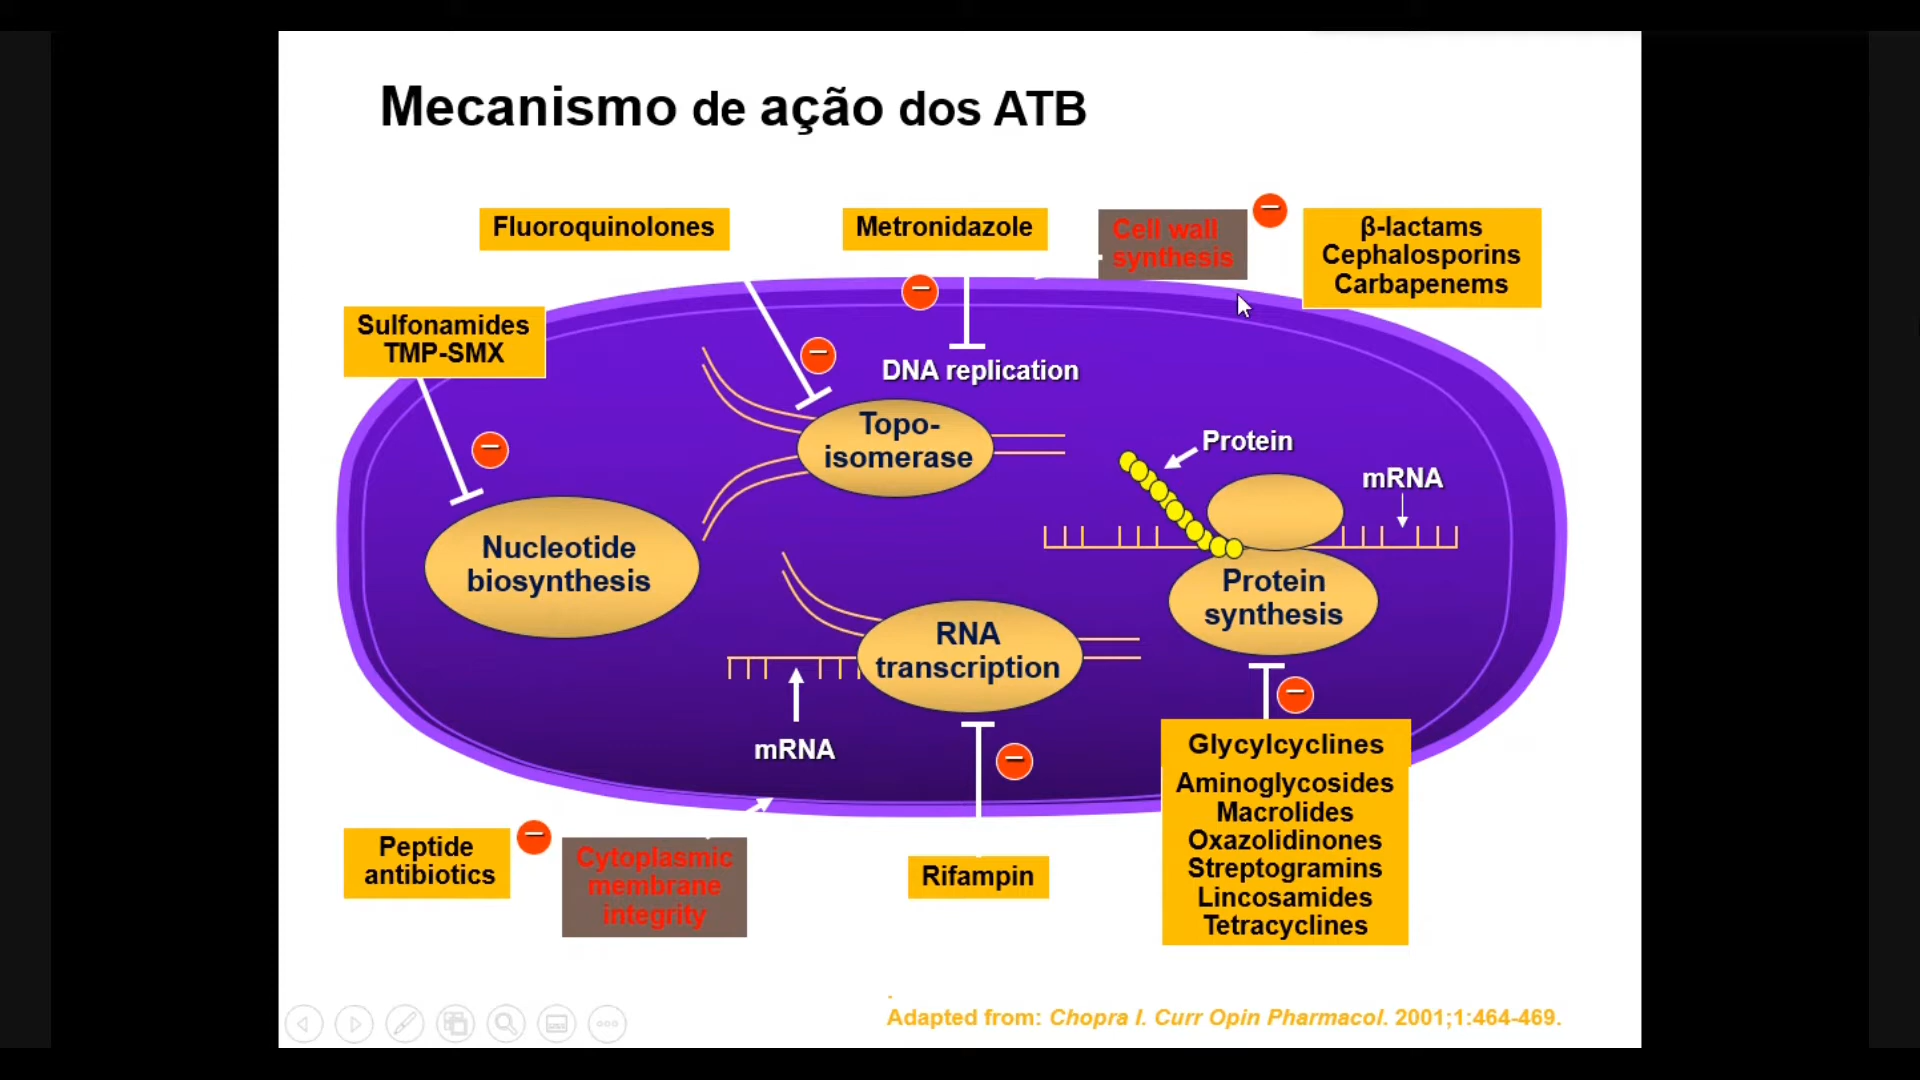 Mecanismo de ação dos ATB
Fluoroquinolones
Metronidazole
Cell wall
synthesis
β-lactams
Cephalosporins
Carbapenems
Sulfonamides
TMP-SMX
DNA replication
Topo-
isomerase
Protein
mRNA
Nucleotide
biosynthesis
Protein
synthesis
RNA
transcription
mRNA
Glycylcyclines
Aminoglycosides
Macrolides
Oxazolidinones
Streptogramins
Lincosamides
Tetracyclines
Peptide
antibiotics
Cytoplasmic
membrane
integrity
Rifampin
Adapted from: Chopra I. Curr Opin Pharmacol. 2001;1:464-469.